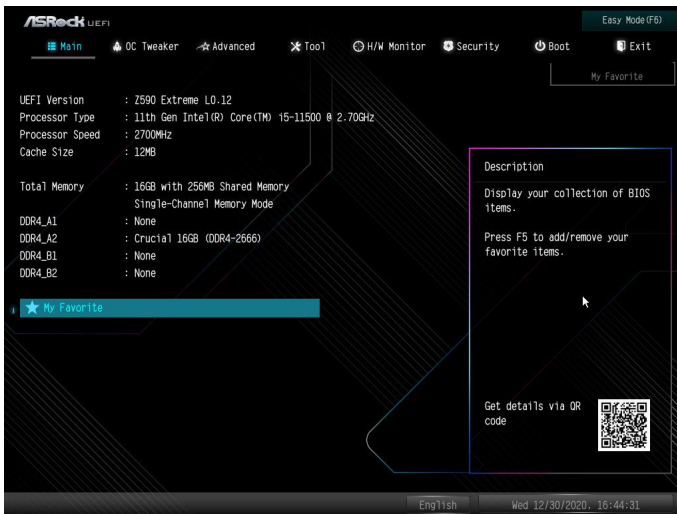 ASRock UEFI
Easy Mode(F6)
Main OC Tweaker Advanced Tool H/W Monitor Security Boot Exit
My Favorite
UEFI Version : Z590 Extreme L0.12
Processor Type : 11th Gen Intel(R) Core(TM) i5-11500 @ 2.70GHz
Processor Speed : 2700MHz
Cache Size : 12MB
Total Memory : 16GB with 256MB Shared Memory
Single-Channel Memory Mode
DDR4_A1 : None
DDR4_A2 : Crucial 16GB (DDR4-2666)
DDR4_B1 : None
DDR4_B2 : None
My Favorite
Description
Display your collection of BIOS
items.
Press F5 to add/remove your
favorite items.
Get details via QR
code
English
Wed 12/30/2020. 16:44:31